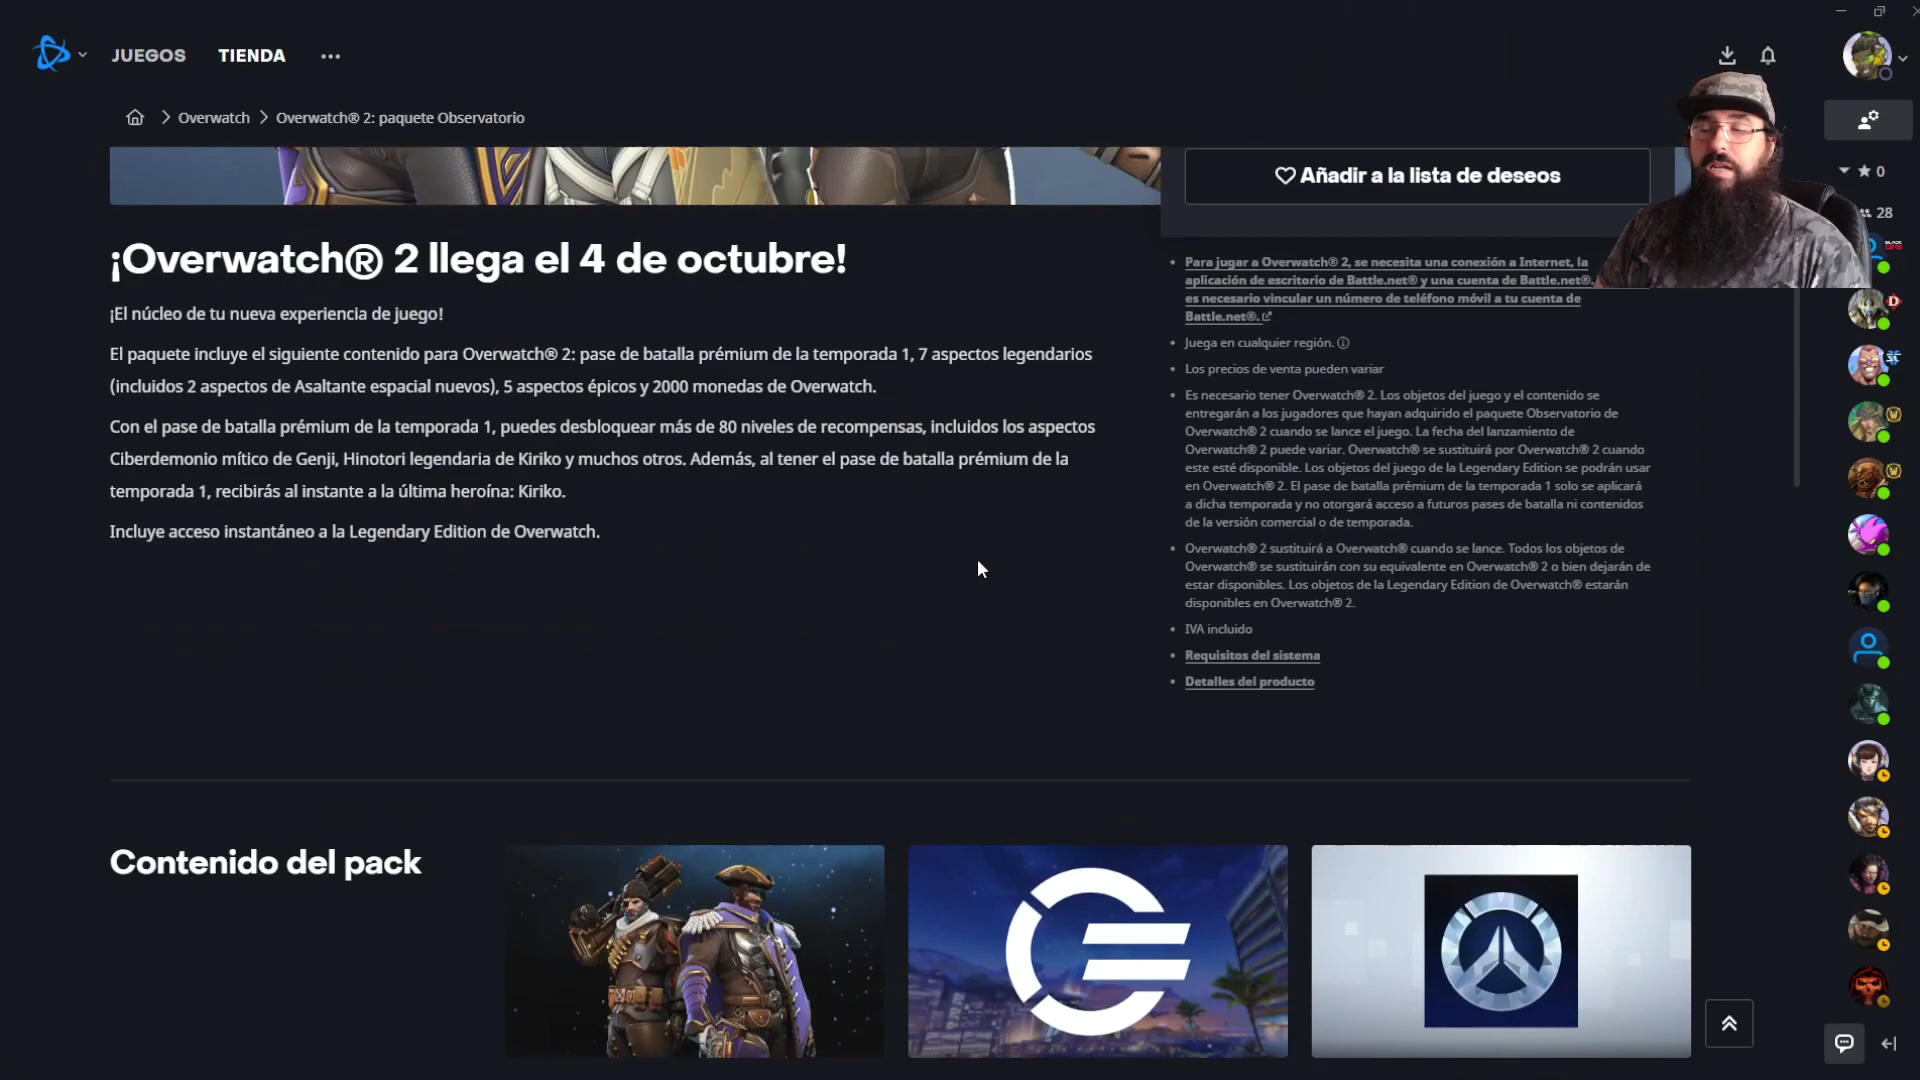 JUEGOS
TIENDA
Overwatch
Overwatch® 2: paquete Observatorio
Añadir a la lista de deseos
0
28
¡Overwatch® 2 llega el 4 de octubre!
¡El núcleo de tu nueva experiencia de juego!
El paquete incluye el siguiente contenido para Overwatch® 2: pase de batalla prémium de la temporada 1, 7 aspectos legendarios
(incluidos 2 aspectos de Asaltante espacial nuevos), 5 aspectos épicos y 2000 monedas de Overwatch.
Con el pase de batalla prémium de la temporada 1, puedes desbloquear más de 80 niveles de recompensas, incluidos los aspectos
Ciberdemonio mítico de Genji, Hinotori legendaria de Kiriko y muchos otros. Además, al tener el pase de batalla prémium de la
temporada 1, recibirás al instante a la última heroína: Kiriko.
Incluye acceso instantáneo a la Legendary Edition de Overwatch.
Para jugar a Overwatch® 2, se necesita una conexión a Internet, la
aplicación de escritorio de Battle.net® y una cuenta de Battle.net®.
es necesario vincular un número de teléfono móvil a tu cuenta de
Battle.net®.
Juega en cualquier región.
Los precios de venta pueden variar
Es necesario tener Overwatch® 2. Los objetos del juego y el contenido se
entregarán a los jugadores que hayan adquirido el paquete Observatorio de
Overwatch® 2 cuando se lance el juego. La fecha del lanzamiento de
Overwatch® 2 puede variar. Overwatch® se sustituirá por Overwatch® 2 cuando
este esté disponible. Los objetos del juego de la Legendary Edition se podrán usar
en Overwatch® 2. El pase de batalla prémium de la temporada 1 solo se aplicará
a dicha temporada y no otorgará acceso a futuros pases de batalla ni contenidos
de la versión comercial o de temporada.
Overwatch® 2 sustituirá a Overwatch® cuando se lance. Todos los objetos de
Overwatch® se sustituirán con su equivalente en Overwatch® 2 o bien dejarán de
estar disponibles. Los objetos de la Legendary Edition de Overwatch® estarán
disponibles en Overwatch® 2.
IVA incluido
Requisitos del sistema
Detalles del producto
Contenido del pack